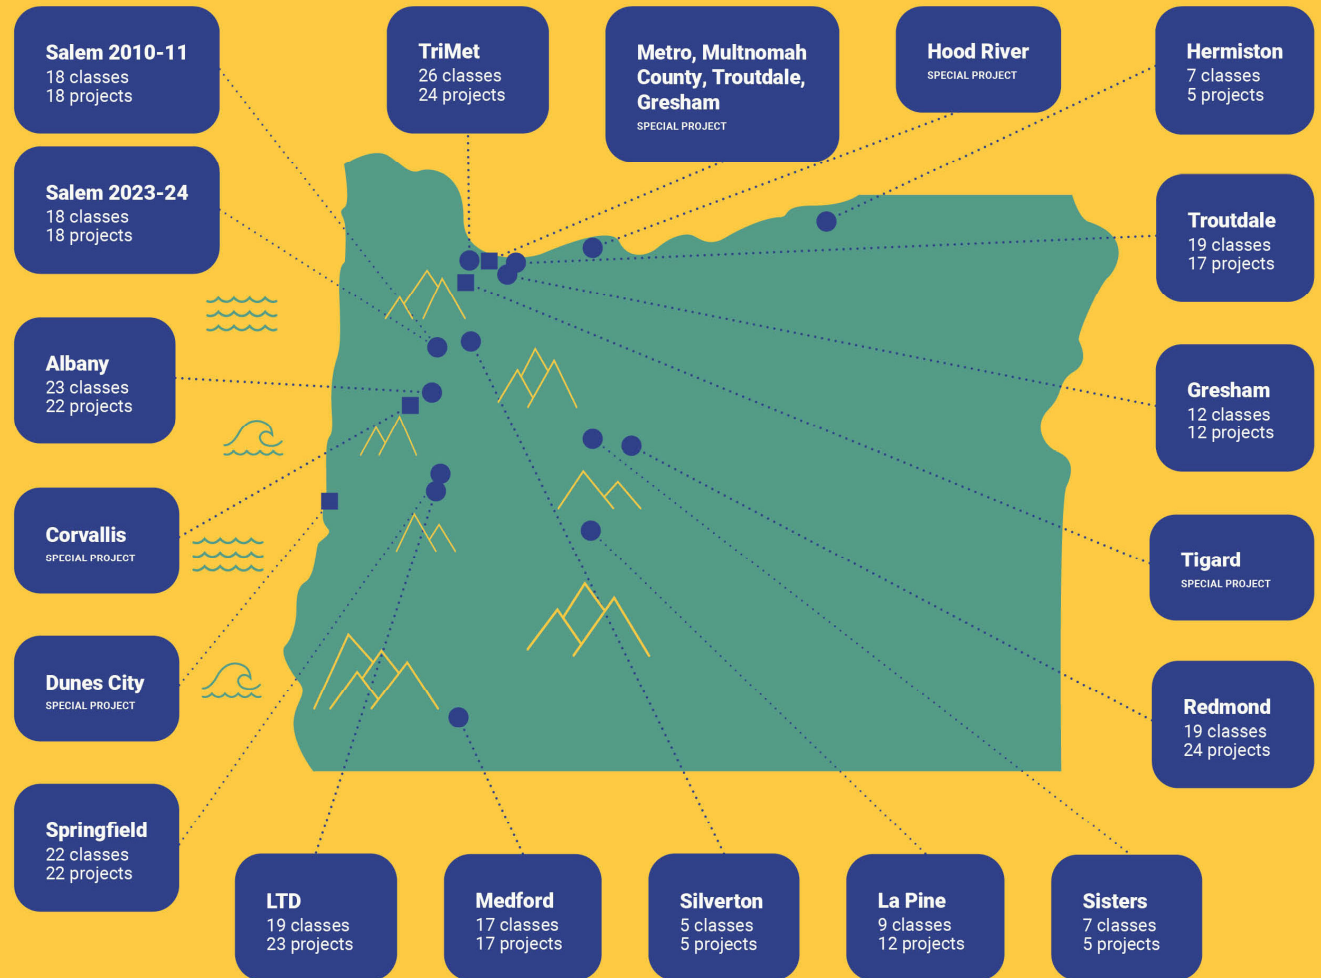 Salem 2010-11
18 classes
18 projects
TriMet
26 classes
24 projects
Metro, Multnomah
County, Troutdale,
Gresham
SPECIAL PROJECT
Hood River
SPECIAL PROJECT
Hermiston
7 classes
5 projects
Salem 2023-24
18 classes
18 projects
Troutdale
19 classes
17 projects
Albany
23 classes
22 projects
Gresham
12 classes
12 projects
Corvallis
SPECIAL PROJECT
Tigard
SPECIAL PROJECT
Dunes City
SPECIAL PROJECT
Redmond
19 classes
24 projects
Springfield
22 classes
22 projects
LTD
19 classes
23 projects
Medford
17 classes
17 projects
Silverton
5 classes
5 projects
La Pine
9 classes
12 projects
Sisters
7 classes
5 projects